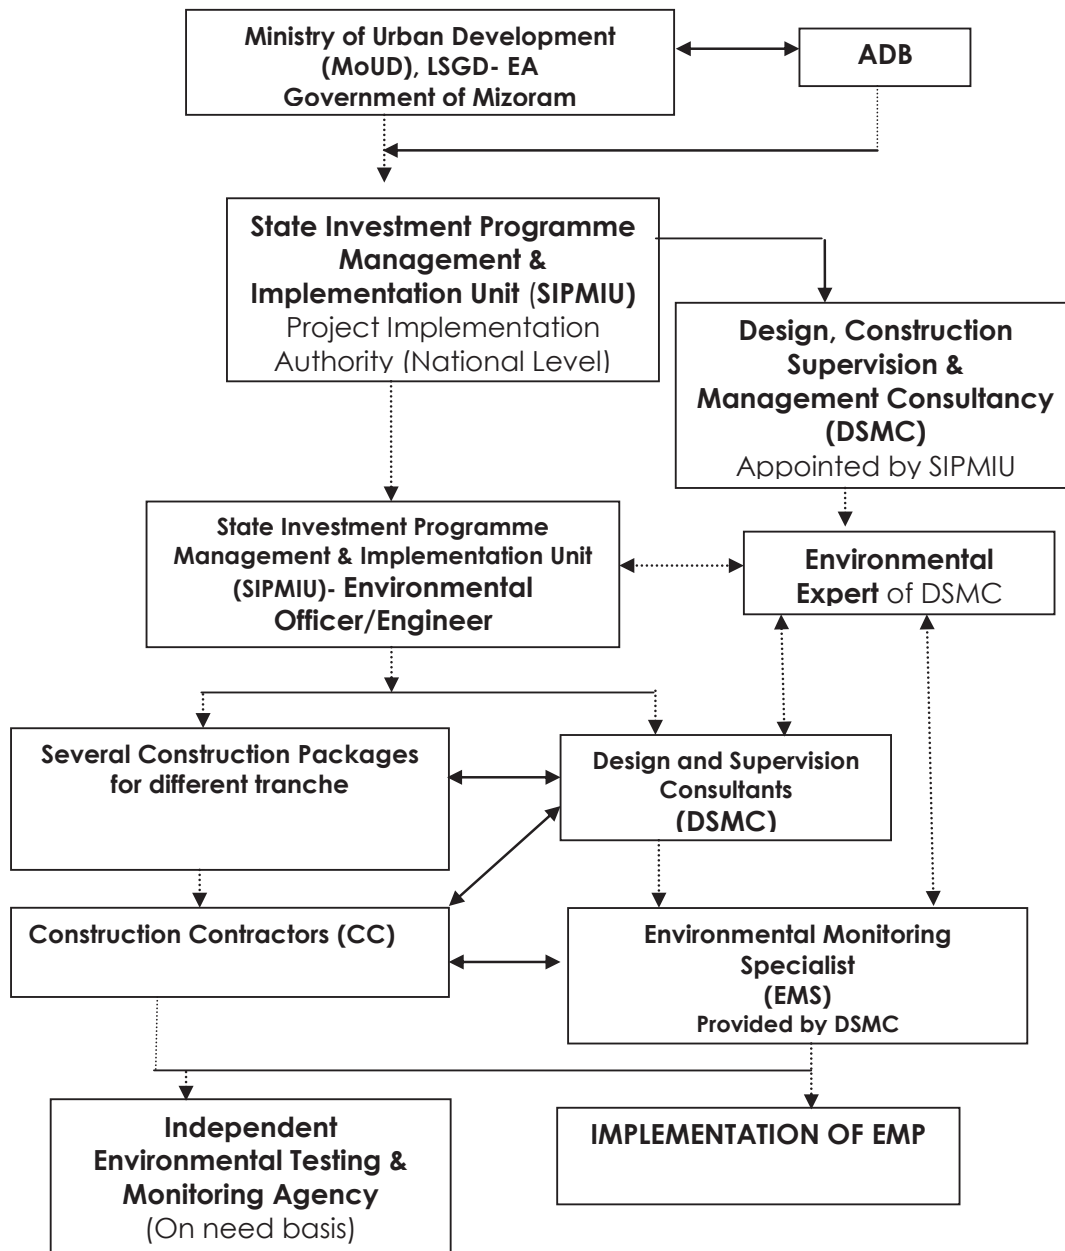 Ministry of Urban Development
(MoUD), LSGD- EA
Government of Mizoram
ADB
State Investment Programme
Management &
Implementation Unit (SIPMIU)
Project Implementation
Authority (National Level)
Design, Construction
Supervision &
Management Consultancy
(DSMC)
Appointed by SIPMIU
State Investment Programme
Management & Implementation Unit
(SIPMIU)- Environmental
Officer/Engineer
Environmental
Expert of DSMC
Several Construction Packages
for different tranche
Design and Supervision
Consultants
(DSMC)
Construction Contractors (CC)
Environmental Monitoring
Specialist
(EMS)
Provided by DSMC
Independent
Environmental Testing &
Monitoring Agency
(On need basis)
IMPLEMENTATION OF EMP